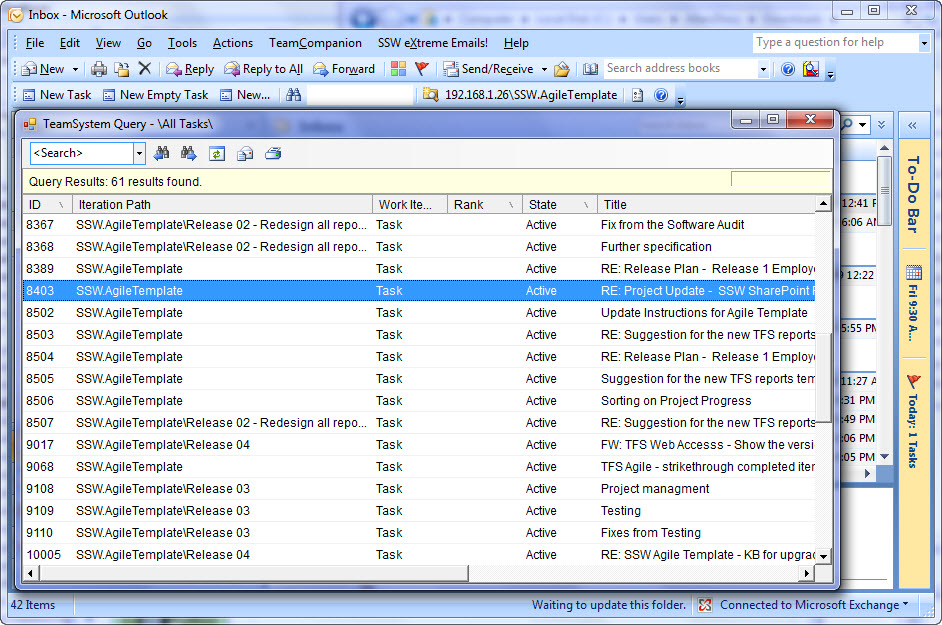 Inbox - Microsoft Outlook
File Edit View Go Tools Actions TeamCompanion SSW eXtreme Emails! Help Type a question for help
New Reply Reply to All Forward Send/Receive Search address books
New Task New Empty Task New... 192.168.1.26\SSW.AgileTemplate
TeamSystem Query - \All Tasks\
<Search>
Query Results: 61 results found.
ID Iteration Path Work Ite... Rank State Title
8367 SSW.AgileTemplate\Release 02 - Redesign all repo... Task Active Fix from the Software Audit
8368 SSW.AgileTemplate\Release 02 - Redesign all repo... Task Active Further specification
8389 SSW.AgileTemplate Task Active RE: Release Plan - Release 1 Employe
8403 SSW.AgileTemplate Task Active RE: Project Update - SSW SharePoint
8502 SSW.AgileTemplate Task Active Update Instructions for Agile Template
8503 SSW.AgileTemplate Task Active RE: Suggestion for the new TFS reports
8504 SSW.AgileTemplate Task Active RE: Release Plan - Release 1 Employe
8505 SSW.AgileTemplate Task Active Suggestion for the new TFS reports tem
8506 SSW.AgileTemplate Task Active Sorting on Project Progress
8507 SSW.AgileTemplate\Release 02 - Redesign all repo... Task Active RE: Suggestion for the new TFS reports
9017 SSW.AgileTemplate\Release 04 Task Active FW: TFS Web Accesss - Show the versi
9068 SSW.AgileTemplate Task Active TFS Agile - strikethrough completed iter
9108 SSW.AgileTemplate\Release 03 Task Active Project managment
9109 SSW.AgileTemplate\Release 03 Task Active Testing
9110 SSW.AgileTemplate\Release 03 Task Active Fixes from Testing
10005 SSW.AgileTemplate\Release 04 Task Active RE: SSW Agile Template - KB for upgrad
12:41
6:06 AM
12:22
5:55 PM
11:27
:31 PM
:49 PM
:06 PM
:05 PM
To-Do Bar
Fri 9:30 A...
Today: 1 Tasks
42 Items Waiting to update this folder. Connected to Microsoft Exchange